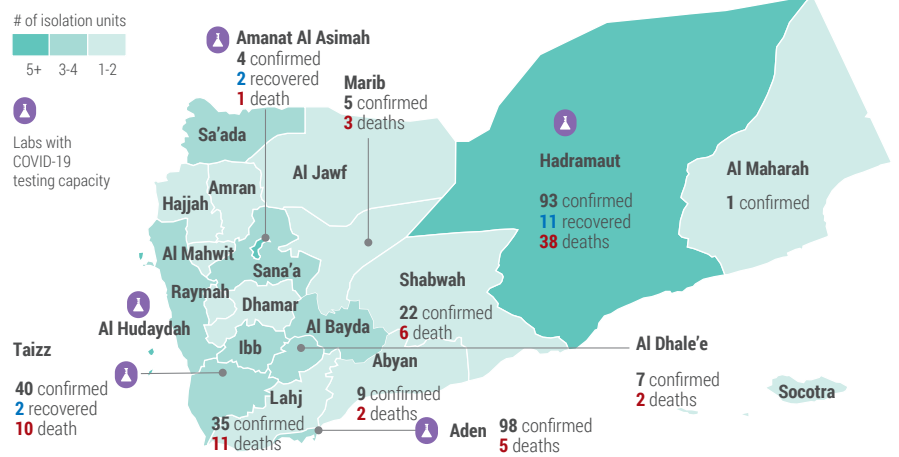 # of isolation units
5+ 3-4 1-2
Labs with
COVID-19
testing capacity
Amanat Al Asimah
4 confirmed
2 recovered
1 death
Marib
5 confirmed
3 deaths
Sa'ada
Al Jawf
Amran
Hajjah
Hadramaut
93 confirmed
11 recovered
38 deaths
Al Maharah
1 confirmed
Al Mahwit
Sana'a
Raymah
Dhamar
Shabwah
22 confirmed
6 death
Al Hudaydah
Al Bayda
Ibb
Taizz
40 confirmed
2 recovered
10 death
Al Dhale'e
7 confirmed
2 deaths
Abyan
9 confirmed
2 deaths
Lahj
35 confirmed
11 deaths
Aden
98 confirmed
5 deaths
Socotra